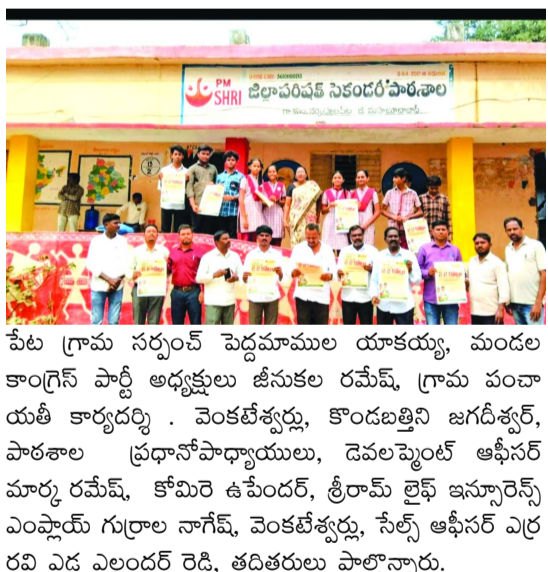 PM
SHRI
జిల్లా పరిషత్ సెకండరీ పాఠశాల
పేట గ్రామ సర్పంచ్ పెద్దమాముల యాకయ్య, మండల
కాంగ్రెస్ పార్టీ అధ్యక్షులు జీనుకల రమేష్, గ్రామ పంచా
యతీ కార్యదర్శి . వెంకటేశ్వర్లు, కొండబత్తిని జగదీశ్వర్,
పాఠశాల ప్రధానోపాధ్యాయులు, డెవలప్మెంట్ ఆఫీసర్
మార్క రమేష్, కోమిరె ఉపేందర్, శ్రీరామ్ లైఫ్ ఇన్సూరెన్స్
ఎంప్లాయ్ గుర్రాల నాగేష్, వెంకటేశ్వర్లు, సేల్స్ ఆఫీసర్ ఎర్ర
రవి ఎడ్ల ఎలందర్ రెడ్డి, తదితరులు పాల్గొన్నారు.